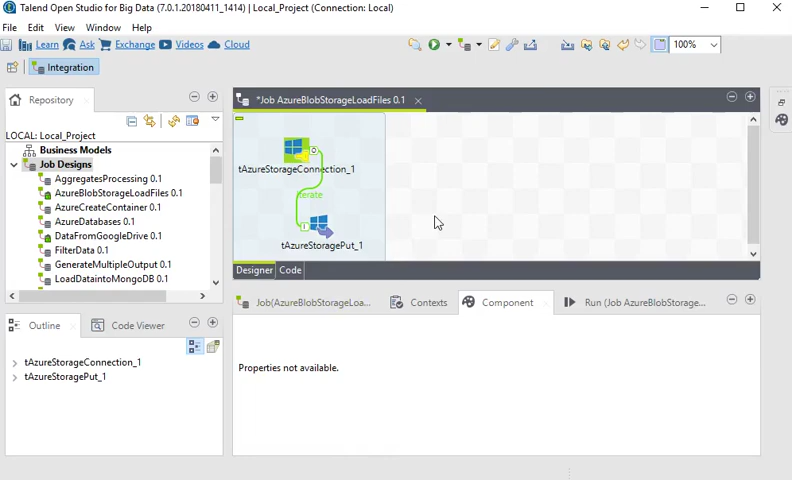 Talend Open Studio for Big Data (7.0.1.20180411_1414) | Local_Project (Connection: Local)
File Edit View Window Help
Learn Ask Exchange Videos Cloud 100%
Integration
Repository
LOCAL: Local_Project
Business Models
Job Designs
AggregatesProcessing 0.1
AzureBlobStorageLoadFiles 0.1
AzureCreateContainer 0.1
AzureDatabases 0.1
DataFromGoogleDrive 0.1
FilterData 0.1
GenerateMultipleOutput 0.1
LoadDataintoMongoDB 0.1
*Job AzureBlobStorageLoadFiles 0.1
tAzureStorageConnection_1
Iterate
tAzureStoragePut_1
Designer Code
Outline Code Viewer
tAzureStorageConnection_1
tAzureStoragePut_1
Job(AzureBlobStorageLoa... Contexts Component Run (Job AzureBlobStorage...
Properties not available.